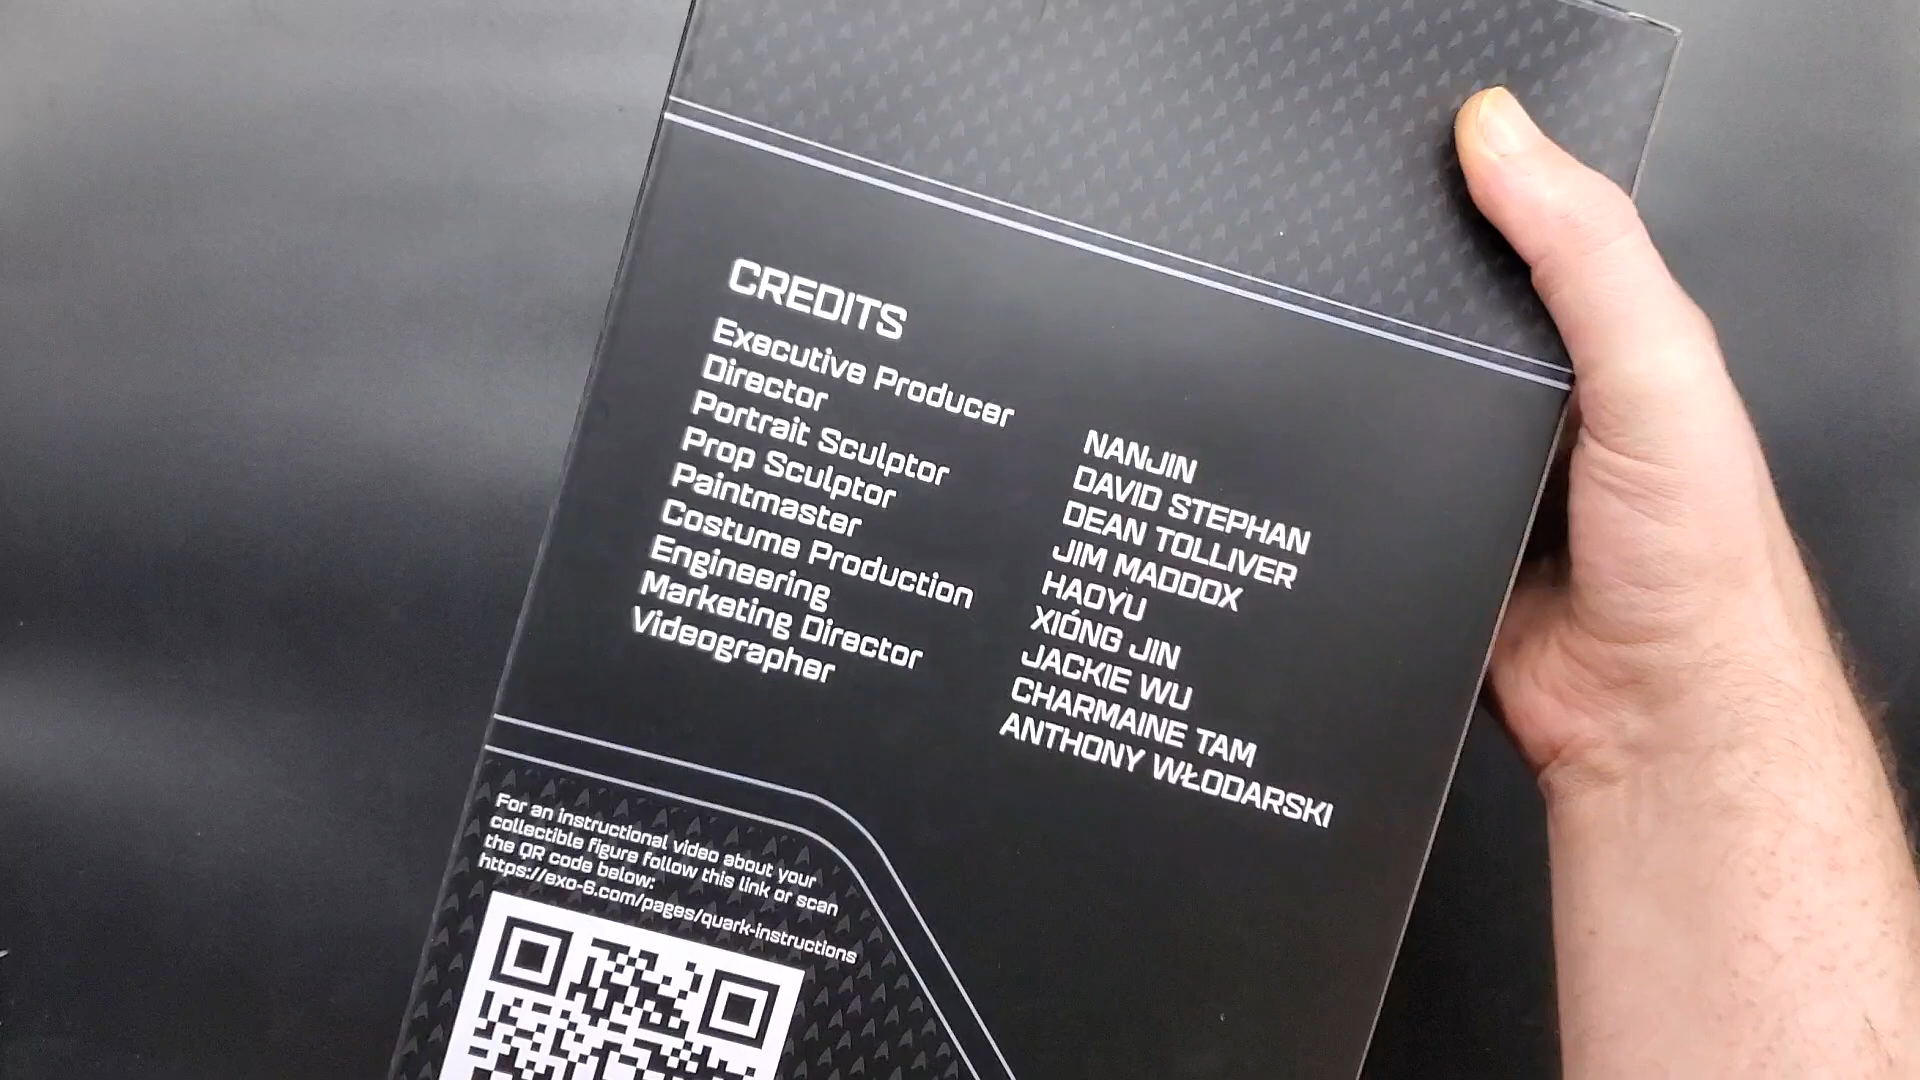 CREDITS
Executive Producer NANJIN
Director DAVID STEPHAN
Portrait Sculptor DEAN TOLLIVER
Prop Sculptor JIM MADDOX
Paintmaster HAOYU
Costume Production XIÓNG JIN
Engineering JACKIE WU
Marketing Director CHARMAINE TAM
Videographer ANTHONY WŁODARSKI
For an instructional video about your
collectible figure follow this link or scan
the QR code below:
https://exo-6.com/pages/quark-instructions